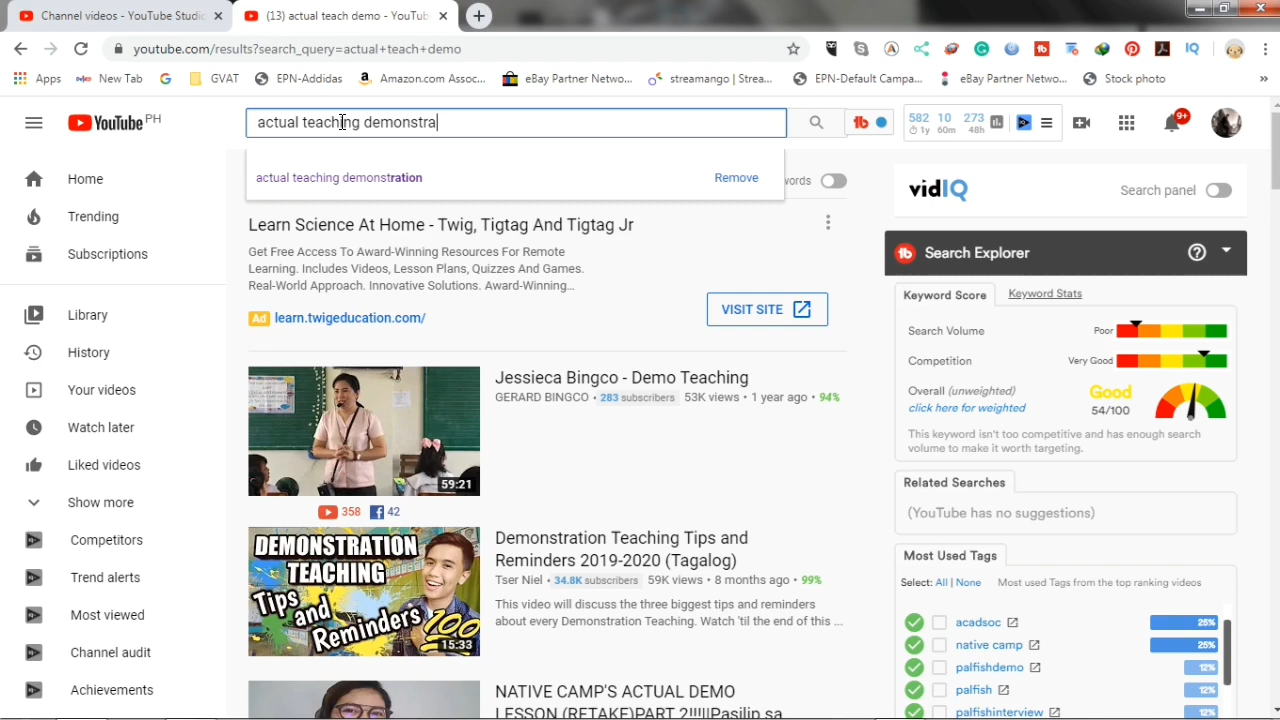 Channel videos - YouTube Studio
(13) actual teach demo - YouTub
youtube.com/results?search_query=actual+teach+demo
Apps
New Tab
GVAT
EPN-Addidas
Amazon.com Assoc...
eBay Partner Netwo...
streamango | Strea...
EPN-Default Campa...
eBay Partner Netwo...
Stock photo
»
YouTube PH
actual teaching demonstra
582 10 273
1y 60m 48h
9+
actual teaching demonstration
Remove
words
Home
Trending
Subscriptions
Library
History
Your videos
Watch later
Liked videos
Show more
Competitors
Trend alerts
Most viewed
Channel audit
Achievements
Learn Science At Home - Twig, Tigtag And Tigtag Jr
Get Free Access To Award-Winning Resources For Remote
Learning. Includes Videos, Lesson Plans, Quizzes And Games.
Real-World Approach. Innovative Solutions. Award-Winning...
Ad learn.twigeducation.com/
VISIT SITE
59:21
358 42
Jessieca Bingco - Demo Teaching
GERARD BINGCO • 283 subscribers 53K views • 1 year ago • 94%
DEMONSTRATION
TEACHING
Tips
and
Reminders
100
15:33
Demonstration Teaching Tips and
Reminders 2019-2020 (Tagalog)
Tser Niel • 34.8K subscribers • 59K views • 8 months ago • 99%
This video will discuss the three biggest tips and reminders
about every Demonstration Teaching. Watch 'til the end of this ...
NATIVE CAMP'S ACTUAL DEMO
LESSON (RETAKE)PART 2!!!||Pasilip sa
vidIQ
Search panel
tb Search Explorer
Keyword Score
Keyword Stats
Search Volume
Poor
Competition
Very Good
Overall (unweighted)
click here for weighted
Good
54/100
This keyword isn't too competitive and has enough search
volume to make it worth targeting.
Related Searches
(YouTube has no suggestions)
Most Used Tags
Select: All | None
Most used Tags from the top ranking videos
acadsoc
25%
native camp
25%
palfishdemo
12%
palfish
12%
palfishinterview
12%